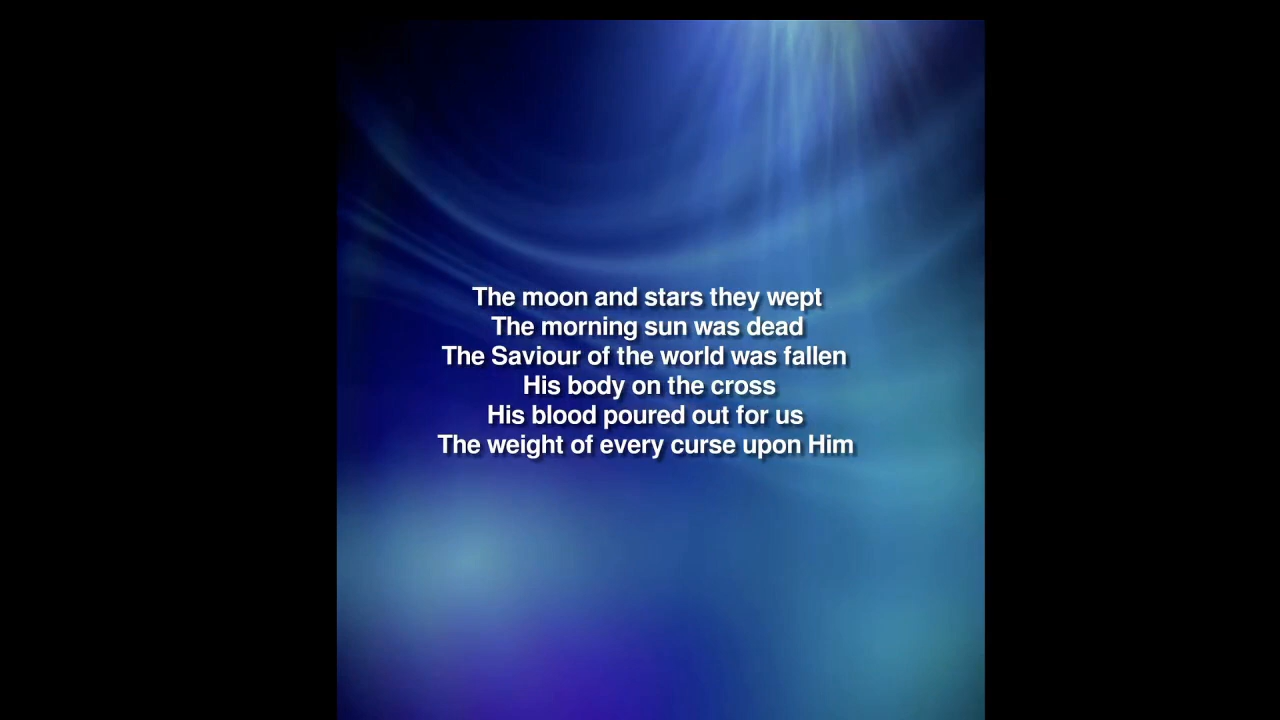 The moon and stars they wept
The morning sun was dead
The Saviour of the world was fallen
His body on the cross
His blood poured out for us
The weight of every curse upon Him